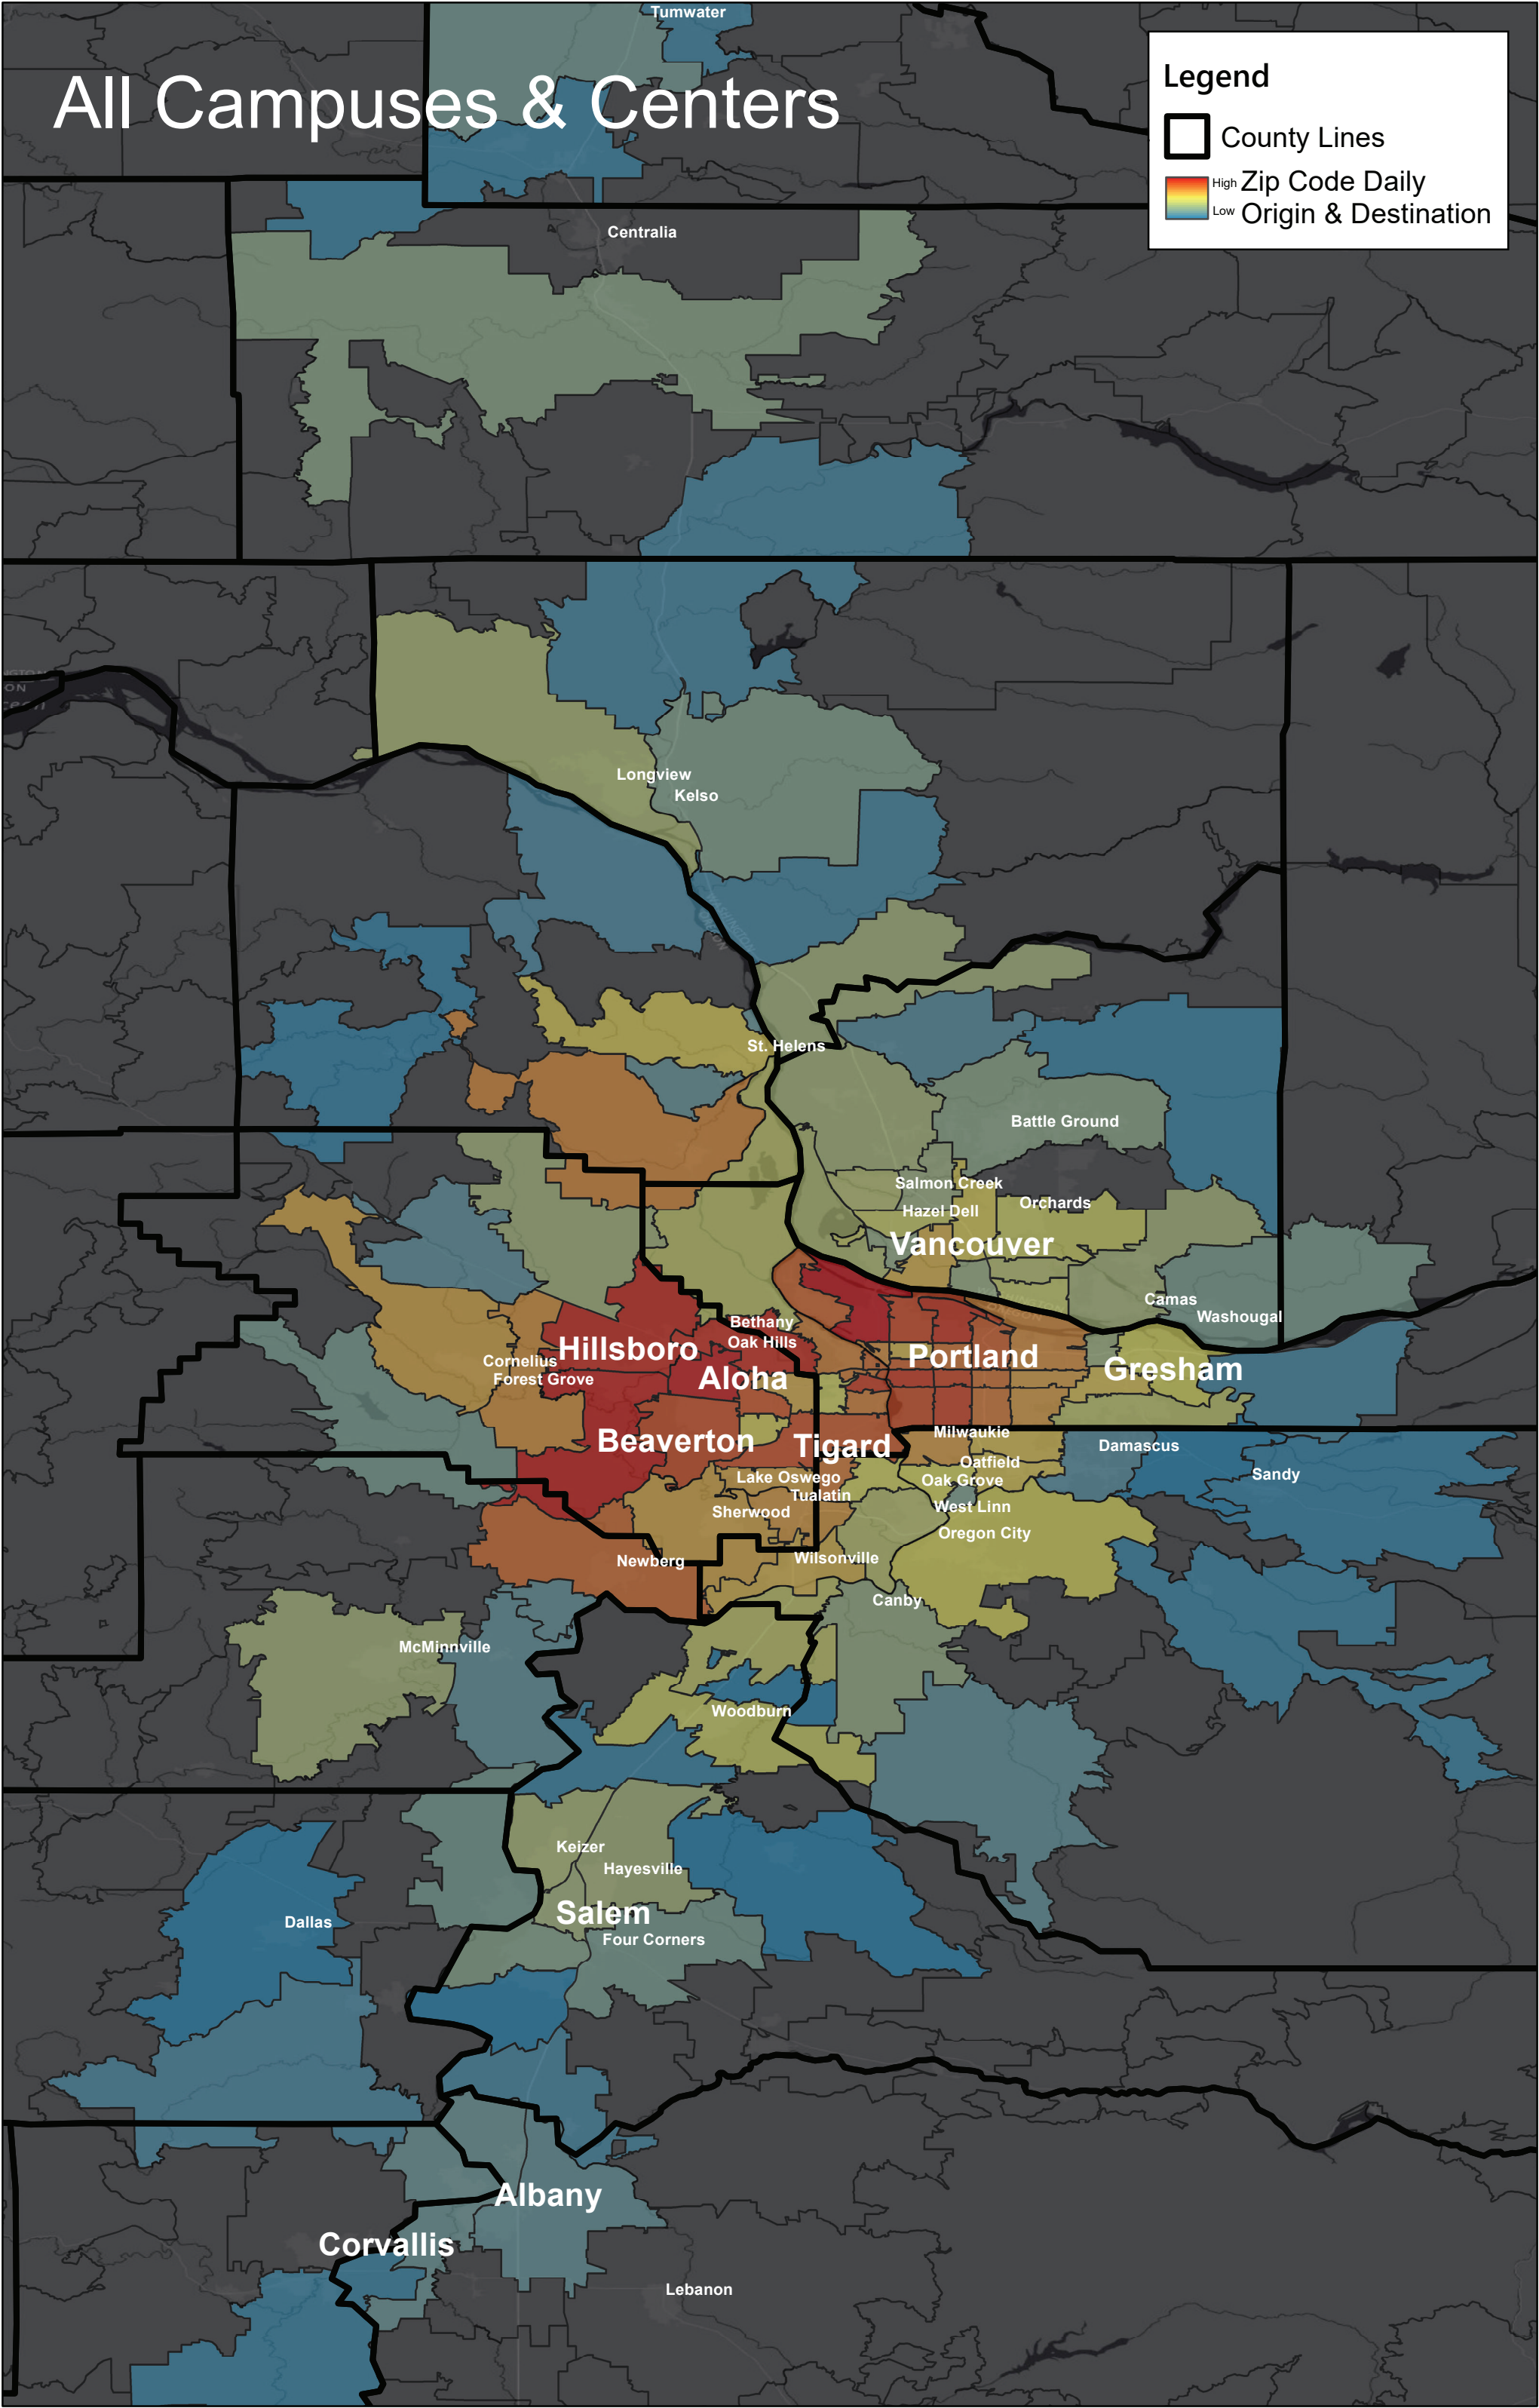 Tumwater
All Campuses & Centers
Legend
County Lines
High
Zip Code Daily
Low
Origin & Destination
Centralia
Longview
Kelso
WASHINGTON
OREGON
St. Helens
Battle Ground
Salmon Creek
Orchards
Hazel Dell
Vancouver
Camas
Washougal
Bethany
Oak Hills
Hillsboro
Portland
Cornelius
Forest Grove
Aloha
Gresham
Beaverton
Tigard
Milwaukie
Damascus
Oatfield
Sandy
Lake Oswego
Oak Grove
Tualatin
West Linn
Sherwood
Oregon City
Newberg
Wilsonville
Canby
McMinnville
Woodburn
Keizer
Hayesville
Salem
Dallas
Four Corners
Albany
Corvallis
Lebanon